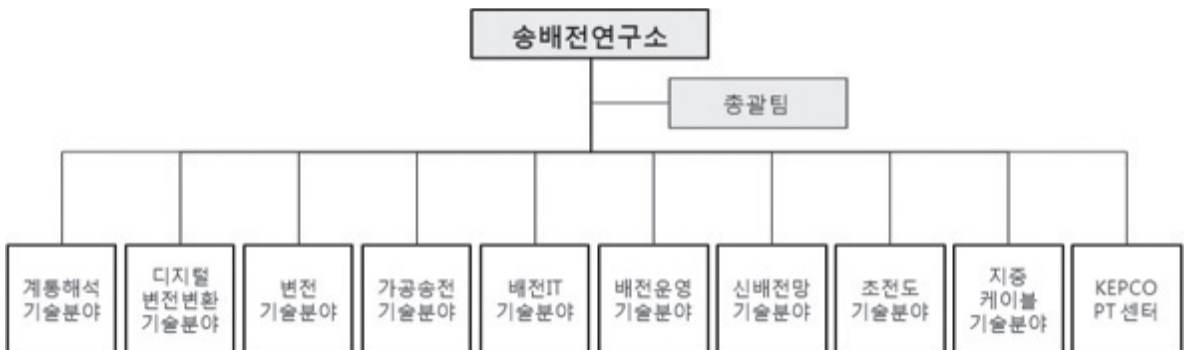 송배전연구소
총괄팀
계통해석
기술분야
디지털
변전변환
기술분야
변전
기술분야
가공송전
기술분야
배전IT
기술분야
배전운영
기술분야
신배전망
기술분야
초전도
기술분야
지중
케이블
기술분야
KEPCO
PT 센터